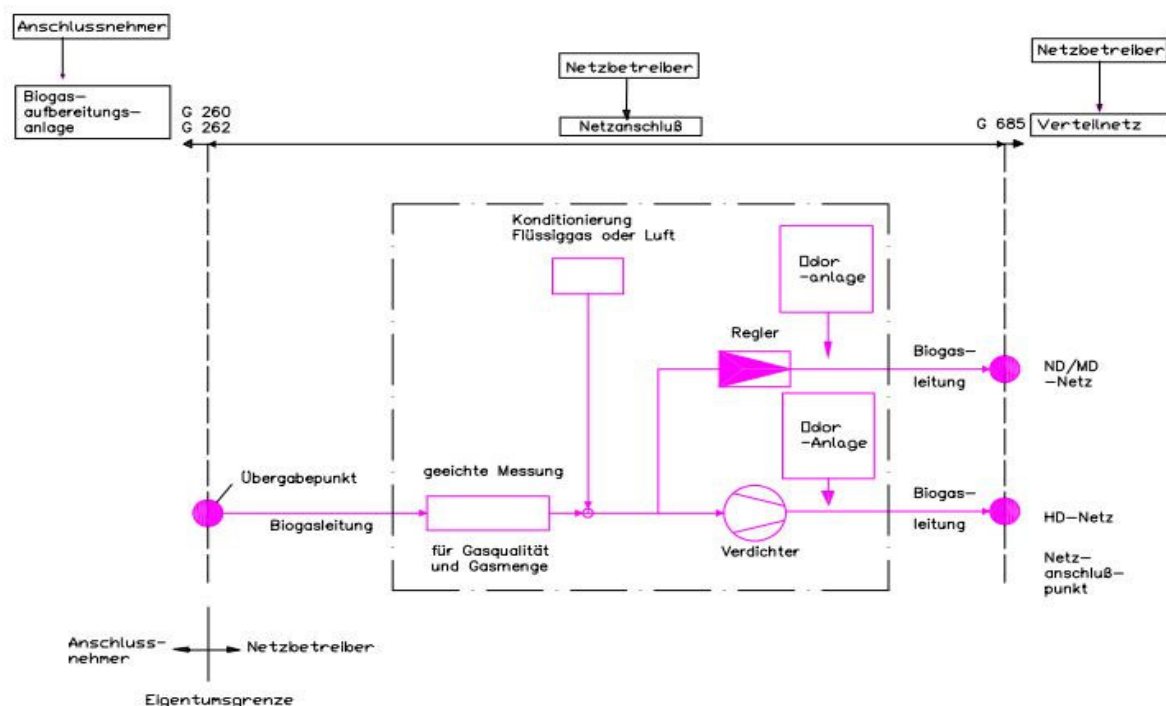 Anschlussnehmer
Netzbetreiber
Netzbetreiber
Biogas-
aufbereitungs-
anlage
G 260
G 262
Netzanschluß
G 685
Verteilnetz
Konditionierung
Flüssiggas oder Luft
Odor
-anlage
Regler
Biogas-
leitung
ND/MD
-Netz
Odor
-Anlage
Übergabepunkt
geeichte Messung
Biogas-
leitung
Biogasleitung
HD-Netz
Verdichter
für Gasqualität
und Gasmenge
Netz-
anschluß-
punkt
Anschluss-
nehmer
Netzbetreiber
Eigentumsgrenze